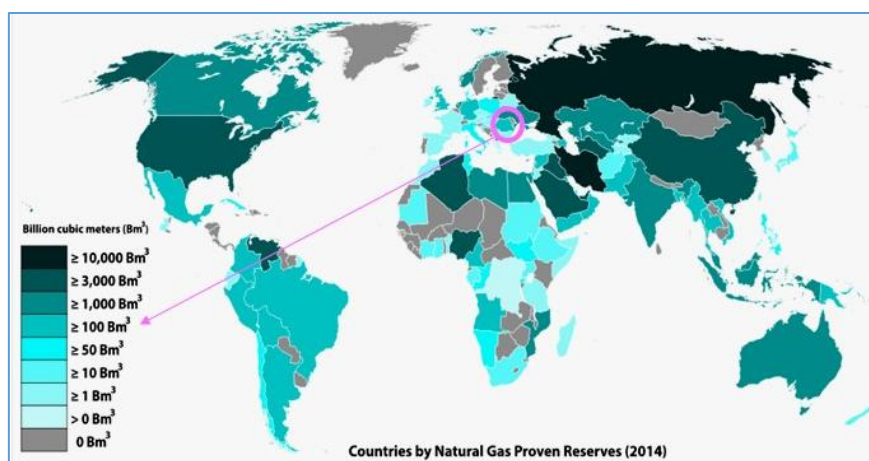 Billion cubic meters (Bm³)
≥ 10,000 Bm³
≥ 3,000 Bm³
≥ 1,000 Bm³
≥ 100 Bm³
≥ 50 Bm³
≥ 10 Bm³
≥ 1 Bm³
> 0 Bm³
0 Bm³
Countries by Natural Gas Proven Reserves (2014)